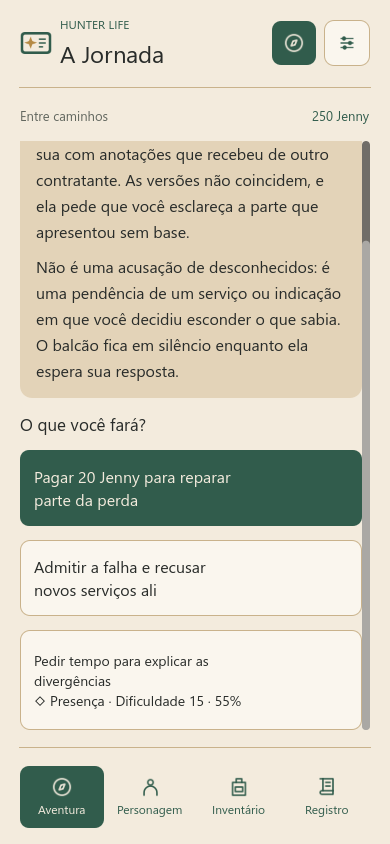 HUNTER LIFE
A Jornada
Entre caminhos
250 Jenny
sua com anotações que recebeu de outro
contratante. As versões não coincidem, e
ela pede que você esclareça a parte que
apresentou sem base.
Não é uma acusação de desconhecidos: é
uma pendência de um serviço ou indicação
em que você decidiu esconder o que sabia.
O balcão fica em silêncio enquanto ela
espera sua resposta.
O que você fará?
Pagar 20 Jenny para reparar
parte da perda
Admitir a falha e recusar
novos serviços ali
Pedir tempo para explicar as
divergências
◇ Presença · Dificuldade 15 · 55%
Aventura
Personagem
Inventário
Registro